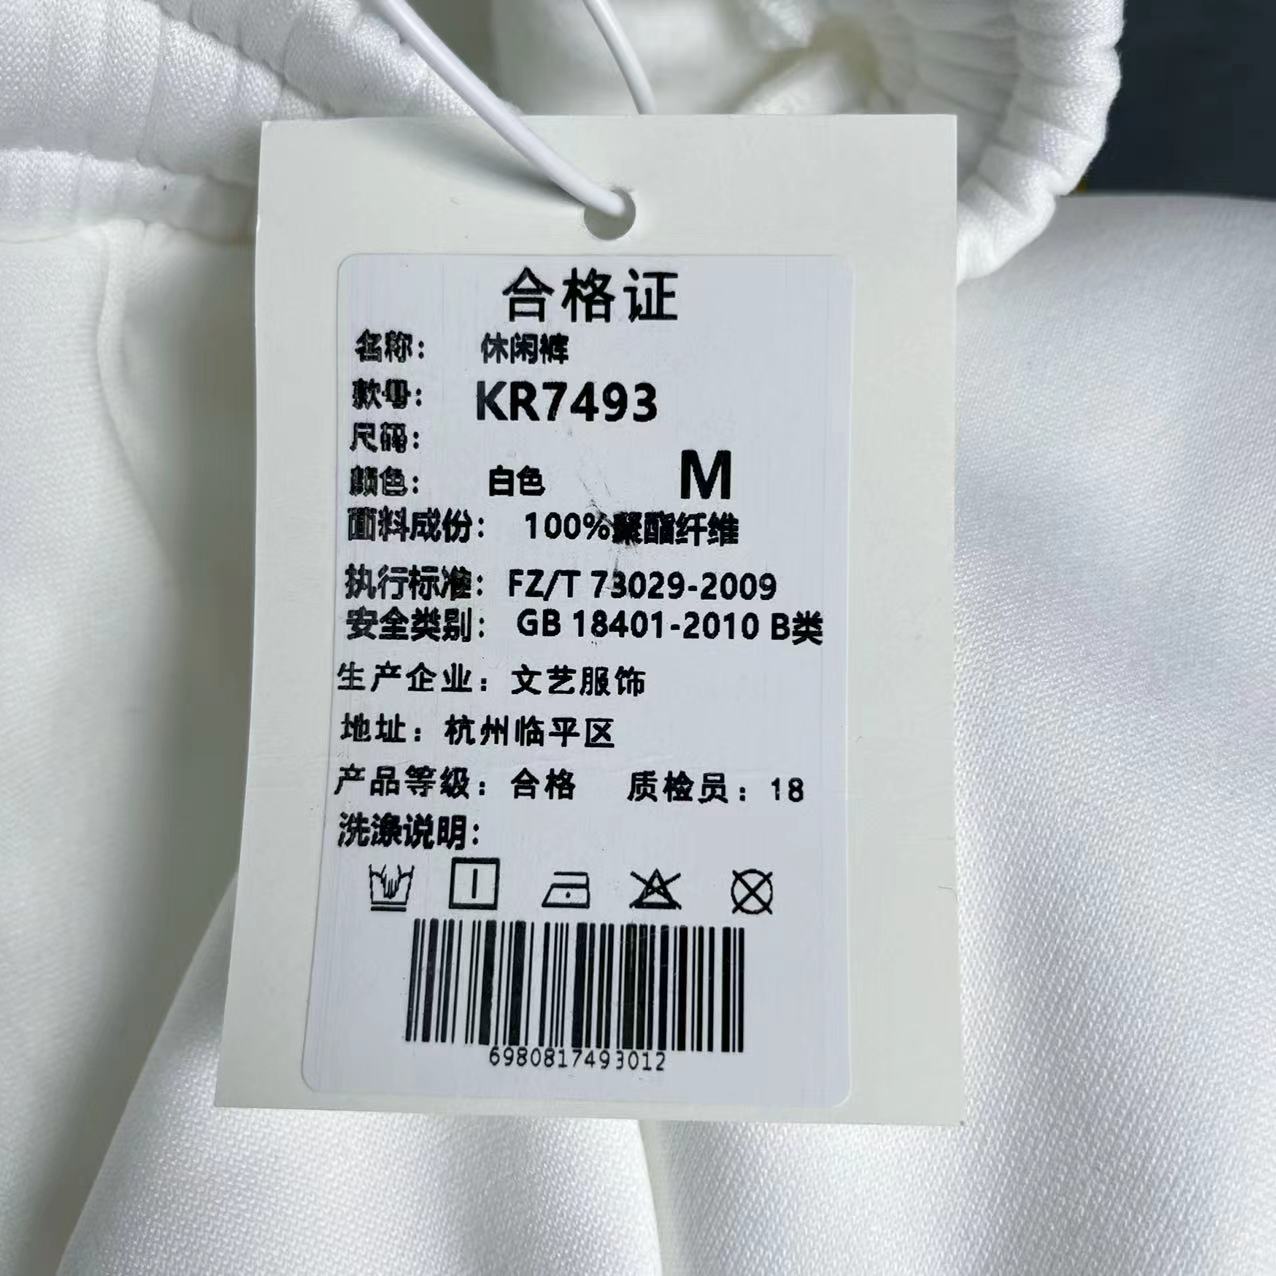 合格证
名称： 休闲裤
款号： KR7493
尺码：
M
颜色： 白色
面料成份： 100%聚酯纤维
执行标准： FZ/T 73029-2009
安全类别： GB 18401-2010 B类
生产企业：文艺服饰
地址：杭州临平区
产品等级：合格 质检员：18
洗涤说明：
6980817493012